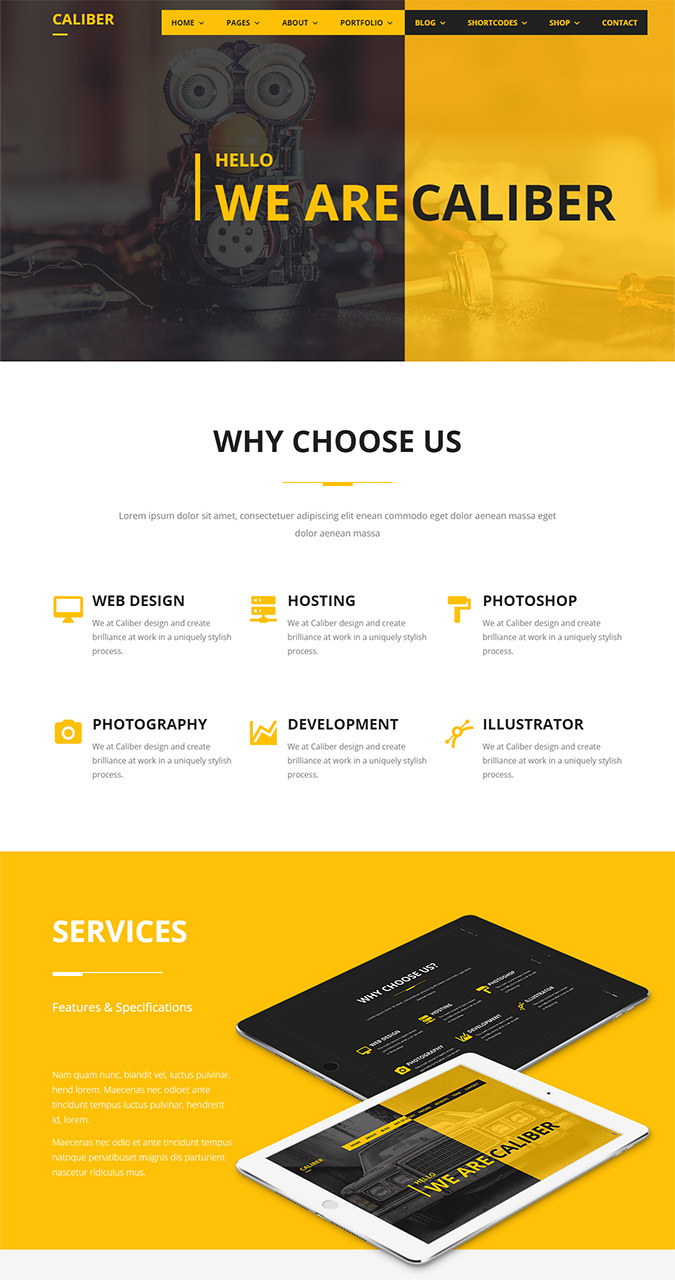 CALIBER
HOME PAGES ABOUT PORTFOLIO BLOG SHORTCODES SHOP CONTACT
HELLO
WE ARE CALIBER
WHY CHOOSE US
Lorem ipsum dolor sit amet, consectetuer adipiscing elit enean commodo eget dolor aenean massa eget
dolor aenean massa
WEB DESIGN
We at Caliber design and create
brilliance at work in a uniquely stylish
process.
HOSTING
We at Caliber design and create
brilliance at work in a uniquely stylish
process.
PHOTOSHOP
We at Caliber design and create
brilliance at work in a uniquely stylish
process.
PHOTOGRAPHY
We at Caliber design and create
brilliance at work in a uniquely stylish
process.
DEVELOPMENT
We at Caliber design and create
brilliance at work in a uniquely stylish
process.
ILLUSTRATOR
We at Caliber design and create
brilliance at work in a uniquely stylish
process.
SERVICES
Features & Specifications
Nam quam nunc, blandit vel, luctus pulvinar,
hend lorem. Maecenas nec odioet ante
tincidunt tempus luctus pulvinar, hendrerit
id, lorem.
Maecenas nec odio et ante tincidunt tempus
natoque penatibuset magnis dis parturient
nascetur ridiculus mus.
WHY CHOOSE US?
WEB DESIGN
HOSTING
PHOTOSHOP
PHOTOGRAPHY
DEVELOPMENT
ILLUSTRATOR
CALIBER
HOME ABOUT BLOG
CONTACT
HELLO
WE ARE CALIBER